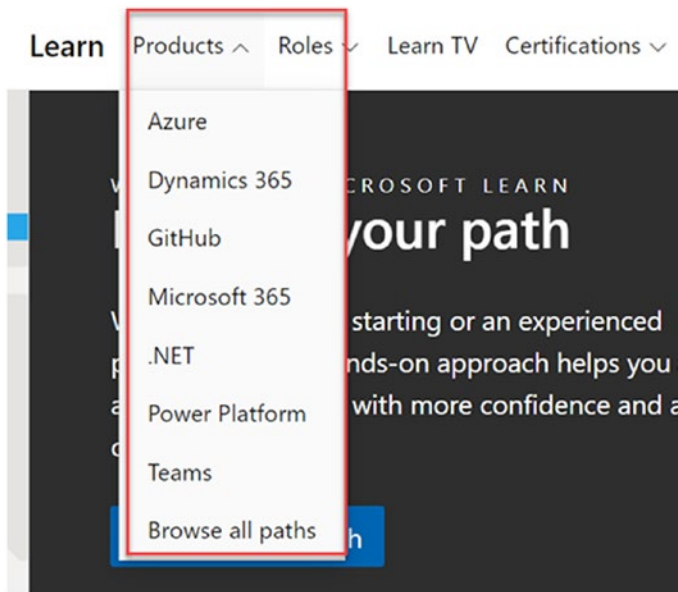 Learn Products Roles Learn TV Certifications
Azure
Dynamics 365
GitHub
Microsoft 365
.NET
Power Platform
Teams
Browse all paths
CROSOFT LEARN
your path
starting or an experienced
nds-on approach helps you
with more confidence and a
h